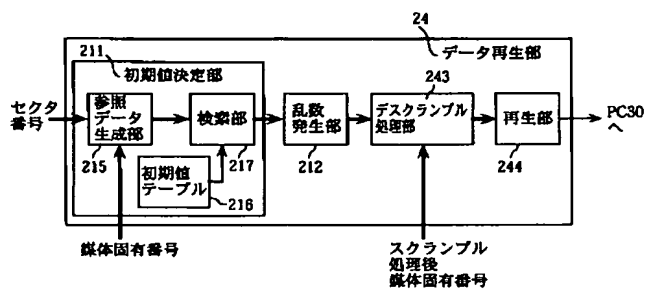 24
データ再生部
211
初期値決定部
セクタ
番号
参照
データ
生成部
215
検索部
217
初期値
テーブル
216
乱数
発生部
212
243
デスクランブル
処理部
再生部
244
PC30
へ
媒体固有番号
スクランブル
処理後
媒体固有番号